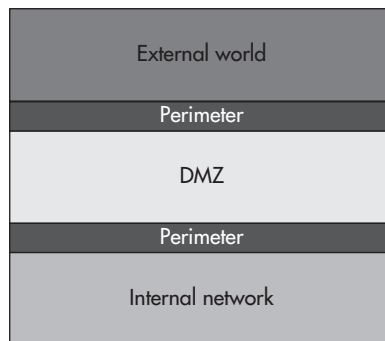 External world
Perimeter
DMZ
Perimeter
Internal network